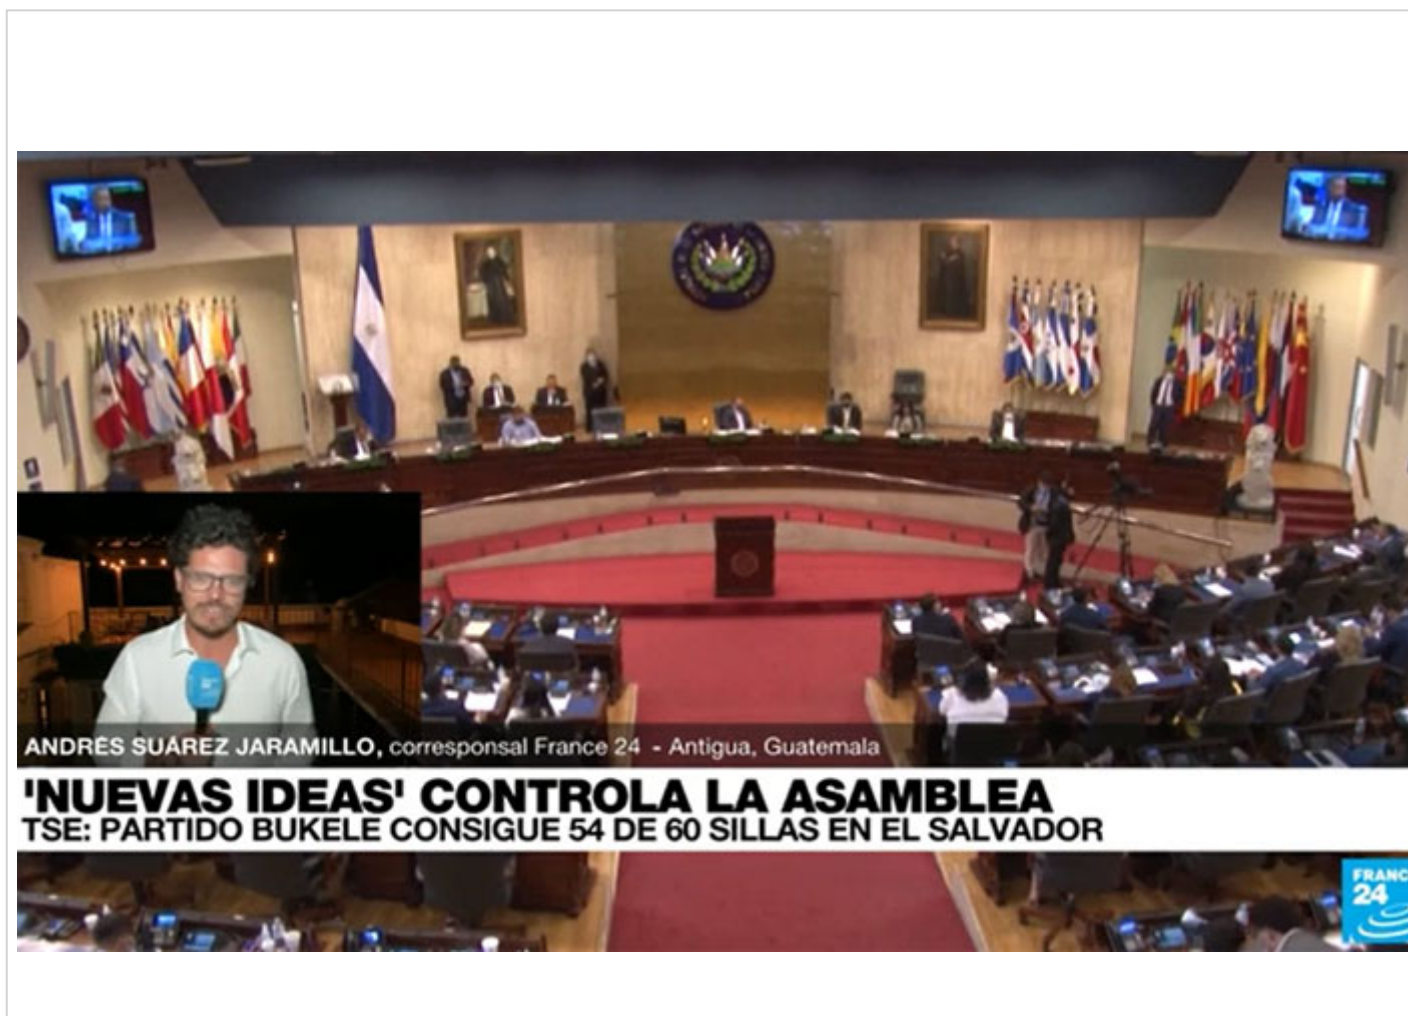 ANDRÉS SUÁREZ JARAMILLO, corresponsal France 24 - Antigua, Guatemala
'NUEVAS IDEAS' CONTROLA LA ASAMBLEA
TSE: PARTIDO BUKELE CONSIGUE 54 DE 60 SILLAS EN EL SALVADOR
FRANC
24